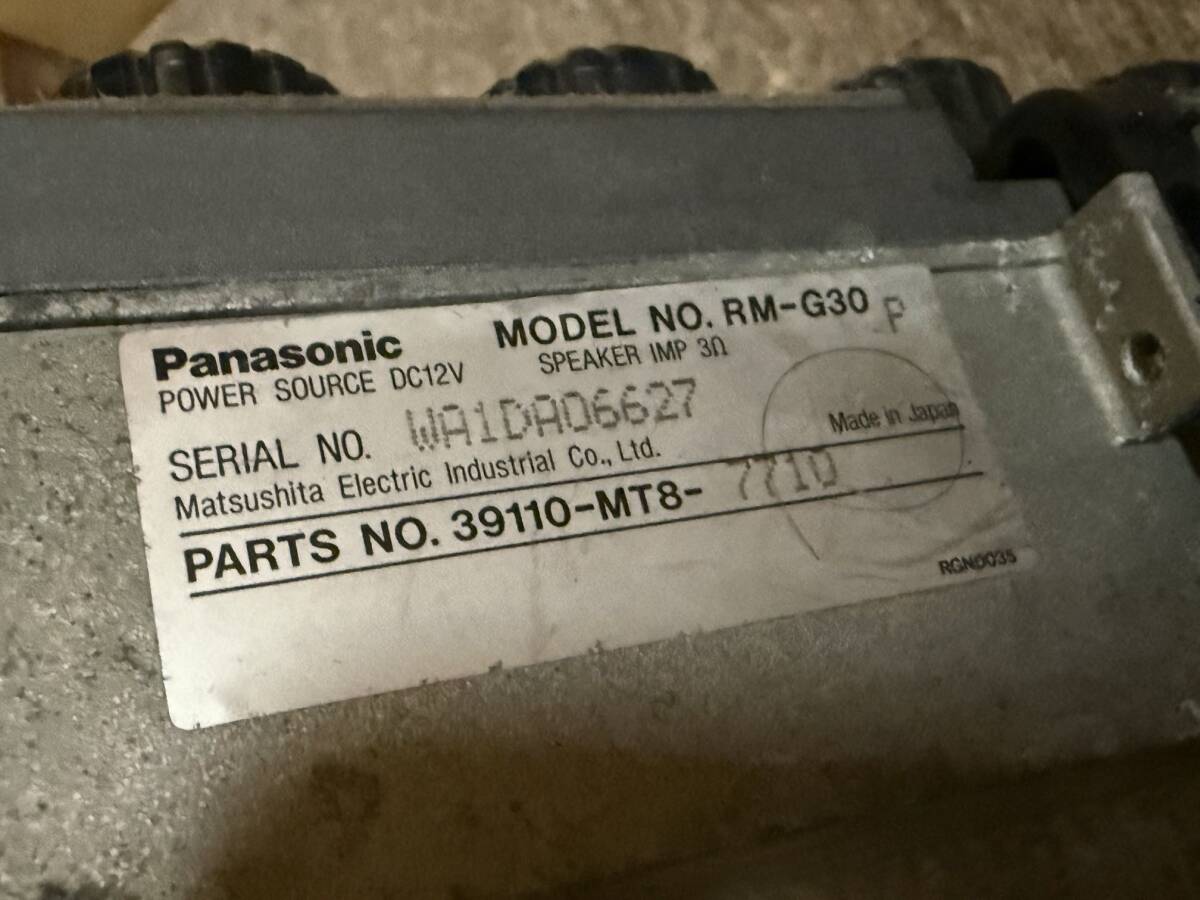 Panasonic MODEL NO. RM-G30 P
POWER SOURCE DC12V SPEAKER IMP 3Ω
SERIAL NO. WA1DA06627
Matsushita Electric Industrial Co., Ltd. Made in Japan
PARTS NO. 39110-MT8- 7710
RGN0035